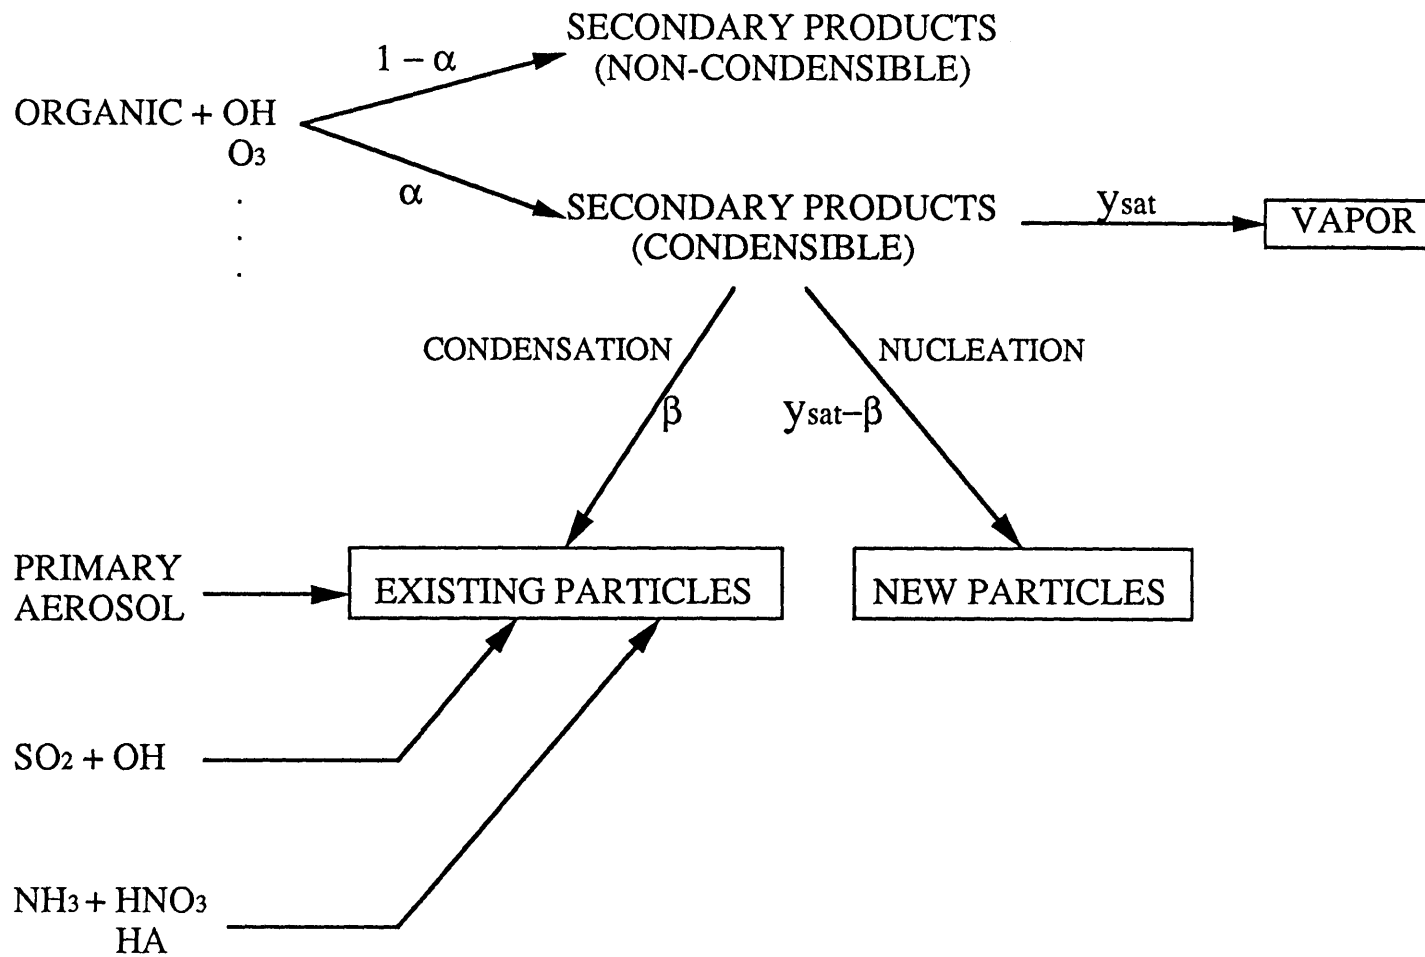 SECONDARY PRODUCTS
(NON-CONDENSIBLE)
1 – α
ORGANIC + OH
O3
.
.
.
α
SECONDARY PRODUCTS
(CONDENSIBLE)
ysat
VAPOR
CONDENSATION
NUCLEATION
β
ysat–β
PRIMARY
AEROSOL
EXISTING PARTICLES
NEW PARTICLES
SO2 + OH
NH3 + HNO3
HA